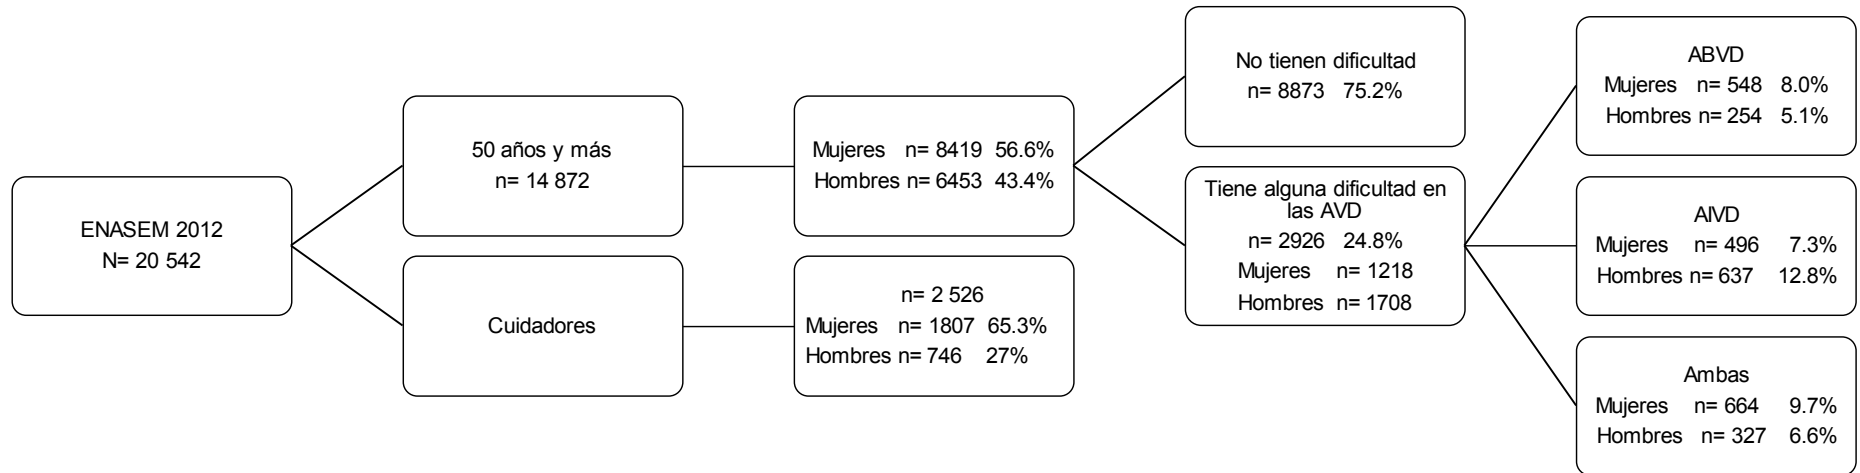 ENASEM 2012
N= 20 542
50 años y más
n= 14 872
Cuidadores
Mujeres n= 8419 56.6%
Hombres n= 6453 43.4%
n= 2 526
Mujeres n= 1807 65.3%
Hombres n= 746 27%
No tienen dificultad
n= 8873 75.2%
Tiene alguna dificultad en
las AVD
n= 2926 24.8%
Mujeres n= 1218
Hombres n= 1708
ABVD
Mujeres n= 548 8.0%
Hombres n= 254 5.1%
AIVD
Mujeres n= 496 7.3%
Hombres n= 637 12.8%
Ambas
Mujeres n= 664 9.7%
Hombres n= 327 6.6%